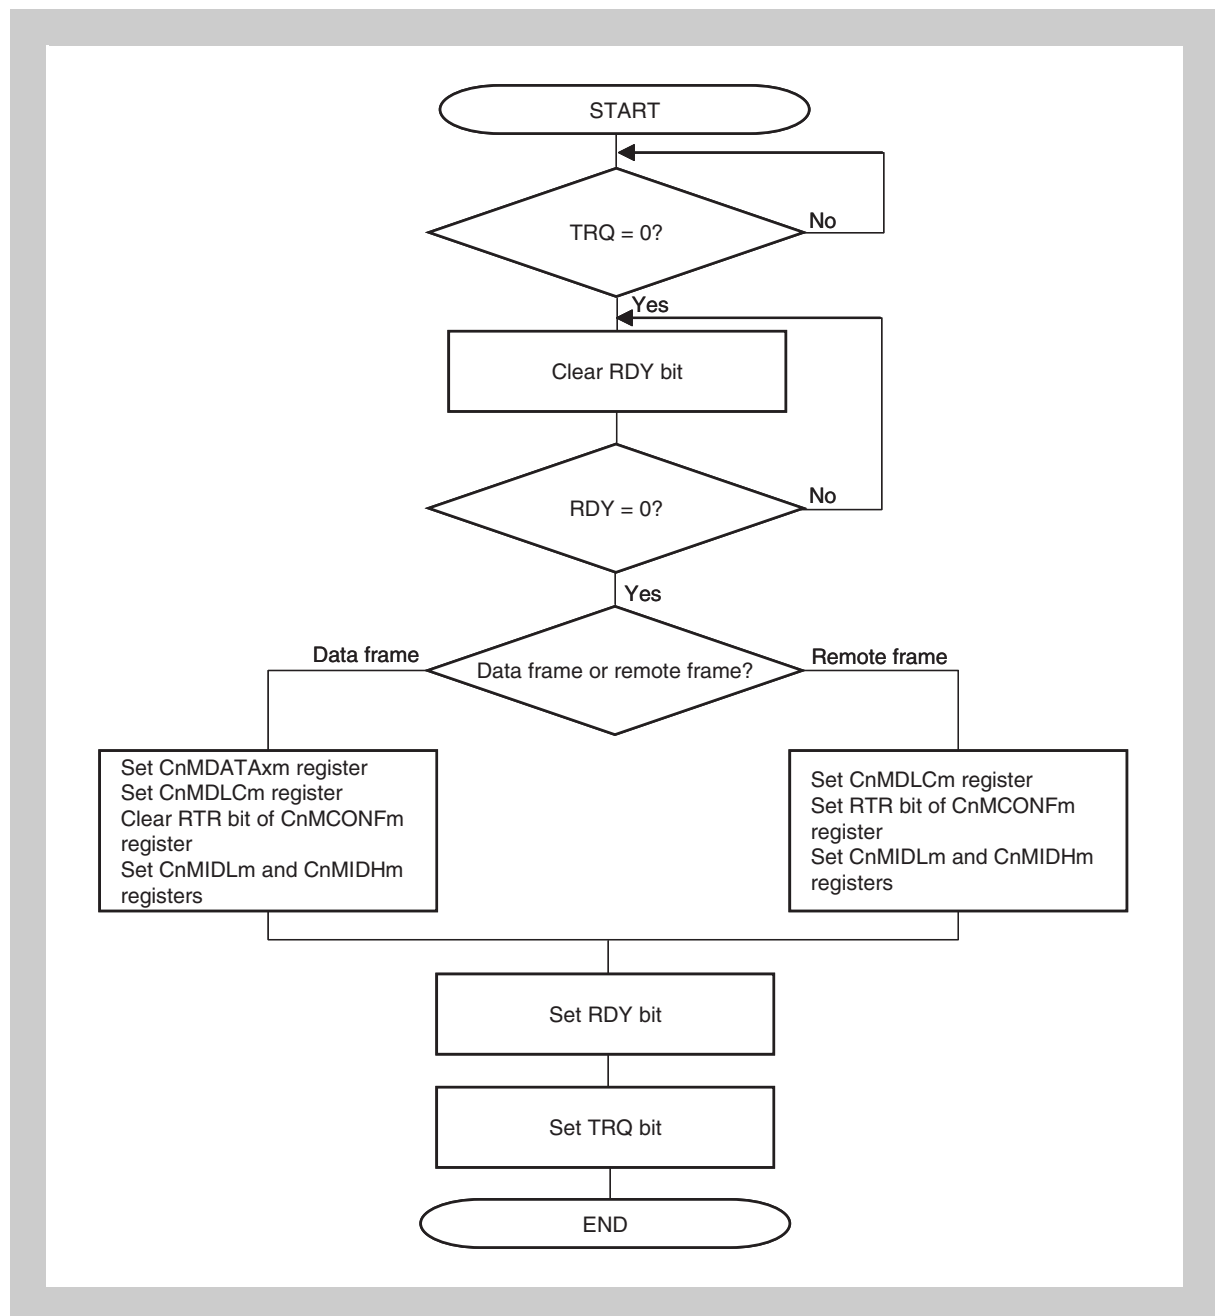 START
TRQ = 0?
No
Yes
Clear RDY bit
RDY = 0?
No
Yes
Data frame or remote frame?
Data frame
Remote frame
Set CnMDATAxm register
Set CnMDLCm register
Clear RTR bit of CnMCONFm
register
Set CnMIDLm and CnMIDHm
registers
Set CnMDLCm register
Set RTR bit of CnMCONFm
register
Set CnMIDLm and CnMIDHm
registers
Set RDY bit
Set TRQ bit
END